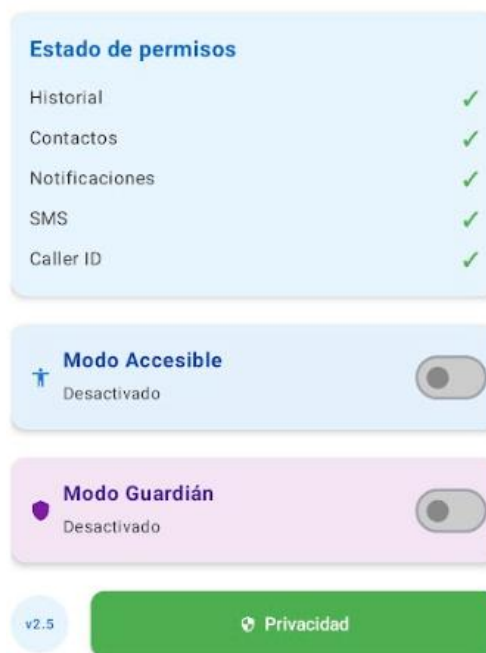 Estado de permisos
Historial ✓
Contactos ✓
Notificaciones ✓
SMS ✓
Caller ID ✓
Modo Accesible
Desactivado
Modo Guardián
Desactivado
v2.5
Privacidad